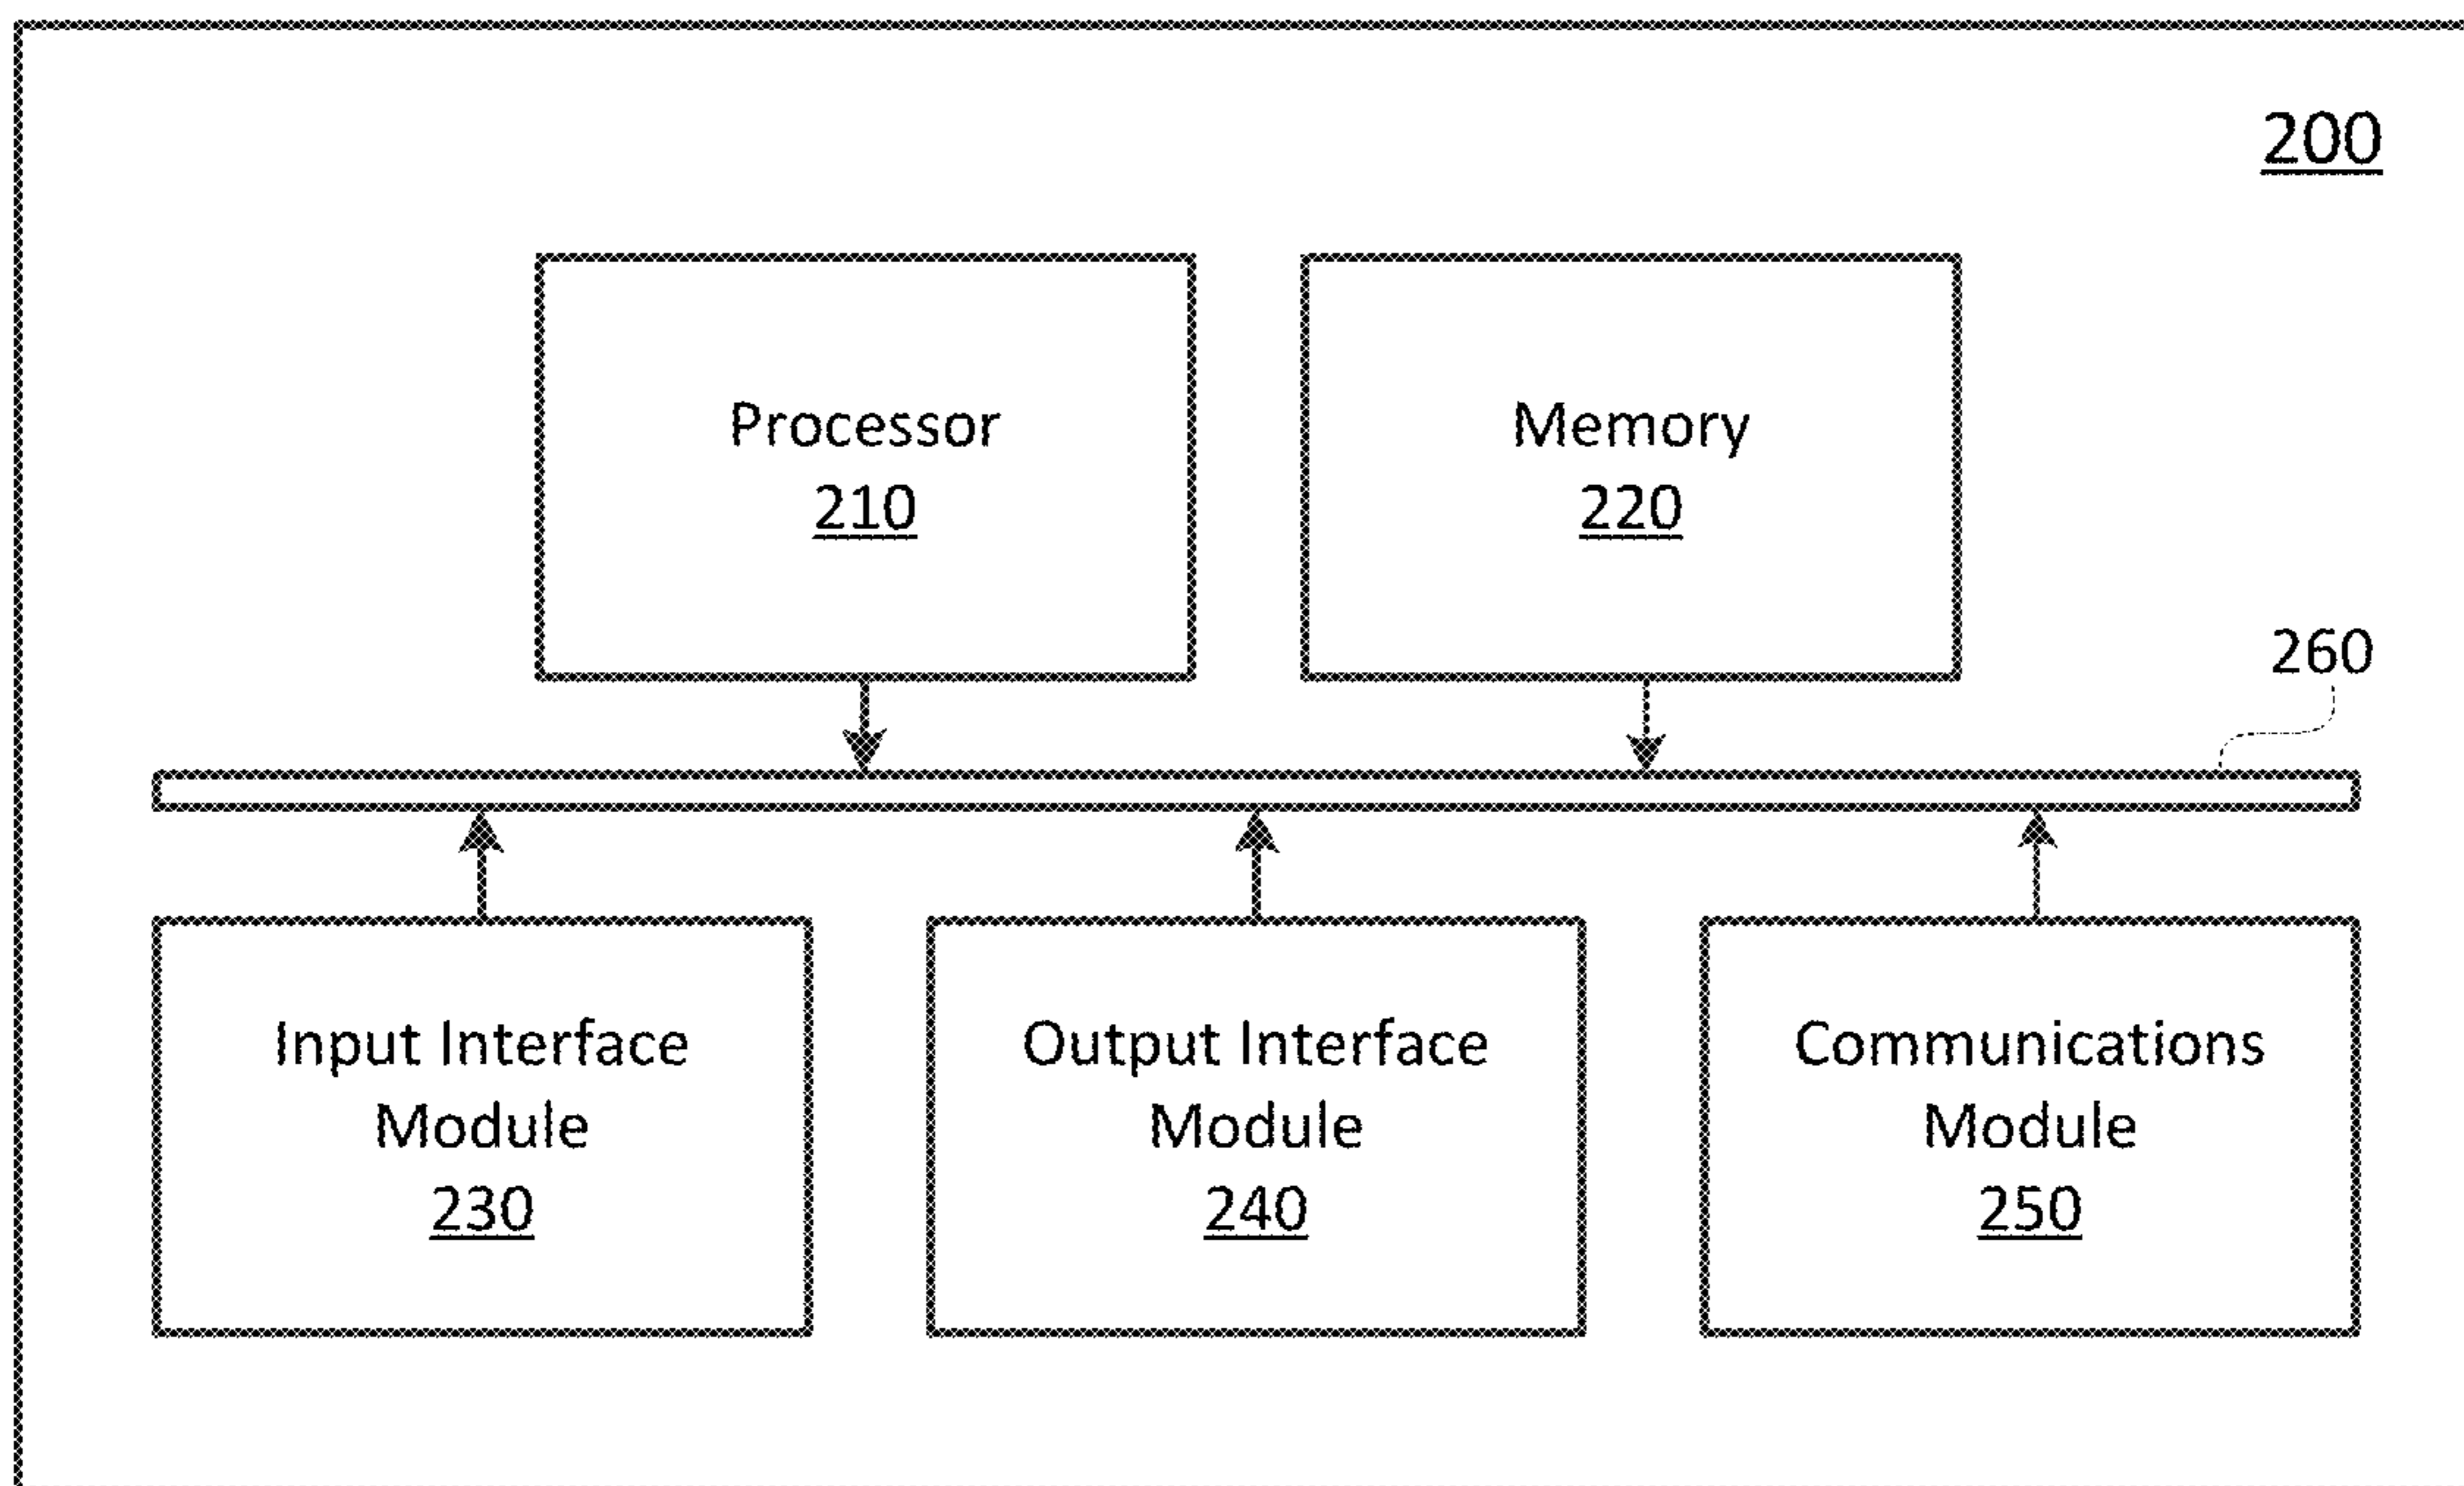 200
Processor
210
Memory
220
260
Input Interface
Module
230
Output Interface
Module
240
Communications
Module
250